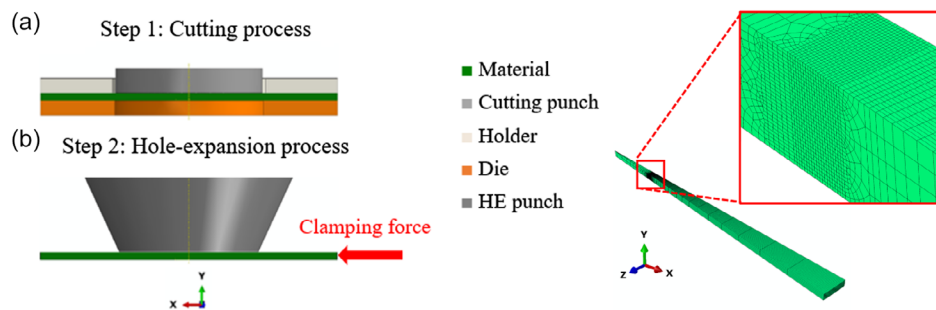 (a)
Step 1: Cutting process
(b)
Step 2: Hole-expansion process
Clamping force
Y
X
Material
Cutting punch
Holder
Die
HE punch
Y
Z
X